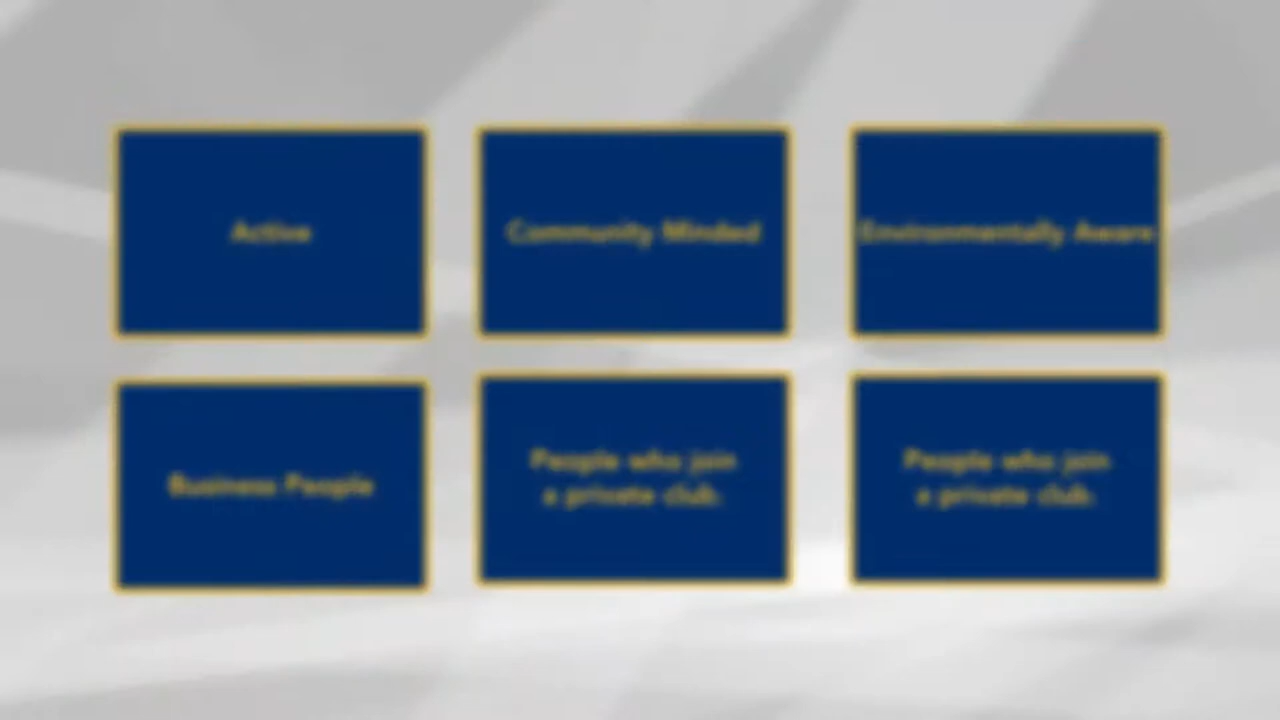 Active
Community Minded
Environmentally Aware
Business People
People who join
a private club.
People who join
a private club.